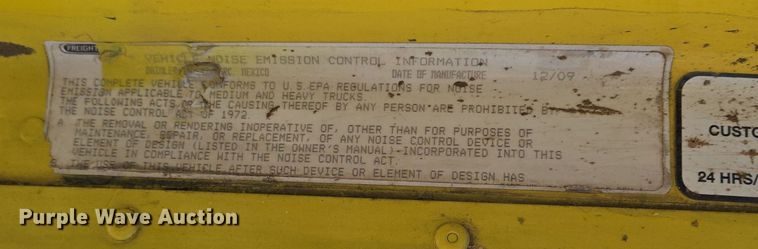 FREIGHT
VEHICLE NOISE EMISSION CONTROL INFORMATION
MEXICO DATE OF MANUFACTURE 12/09
THIS COMPLETE VEHICLE CONFORMS TO U.S.EPA REGULATIONS FOR NOISE
EMISSION APPLICABLE TO MEDIUM AND HEAVY TRUCKS.
THE FOLLOWING ACTS OR THE CAUSING THEREOF BY ANY PERSON ARE PROHIBITED BY
THE NOISE CONTROL ACT OF 1972.
A. THE REMOVAL OR RENDERING INOPERATIVE OF, OTHER THAN FOR PURPOSES OF
MAINTENANCE, REPAIR, OR REPLACEMENT, OF ANY NOISE CONTROL DEVICE OR
ELEMENT OF DESIGN (LISTED IN THE OWNER'S MANUAL) INCORPORATED INTO THIS
VEHICLE IN COMPLIANCE WITH THE NOISE CONTROL ACT.
THE USE OF THIS VEHICLE AFTER SUCH DEVICE OR ELEMENT OF DESIGN HAS
CUSTO
24 HRS/
Purple Wave Auction